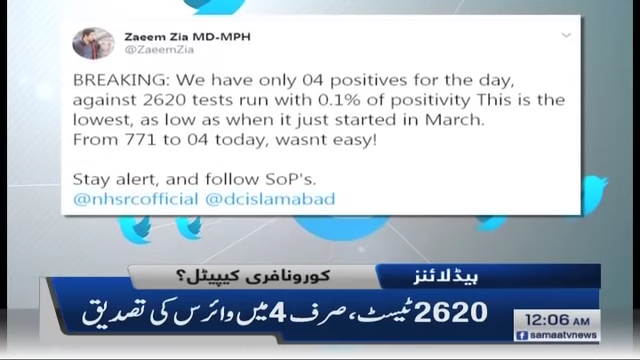 Zaeem Zia MD-MPH
@ZaeemZia
BREAKING: We have only 04 positives for the day,
against 2620 tests run with 0.1% of positivity This is the
lowest, as low as when it just started in March.
From 771 to 04 today, wasnt easy!
Stay alert, and follow SoP's.
@nhsrcofficial @dcislamabad
ہیڈلائنز
کورونافری کیپیٹل؟
2620 ٹیسٹ، صرف 4 میں وائرس کی تصدیق
12:06 AM
f samaatvnews